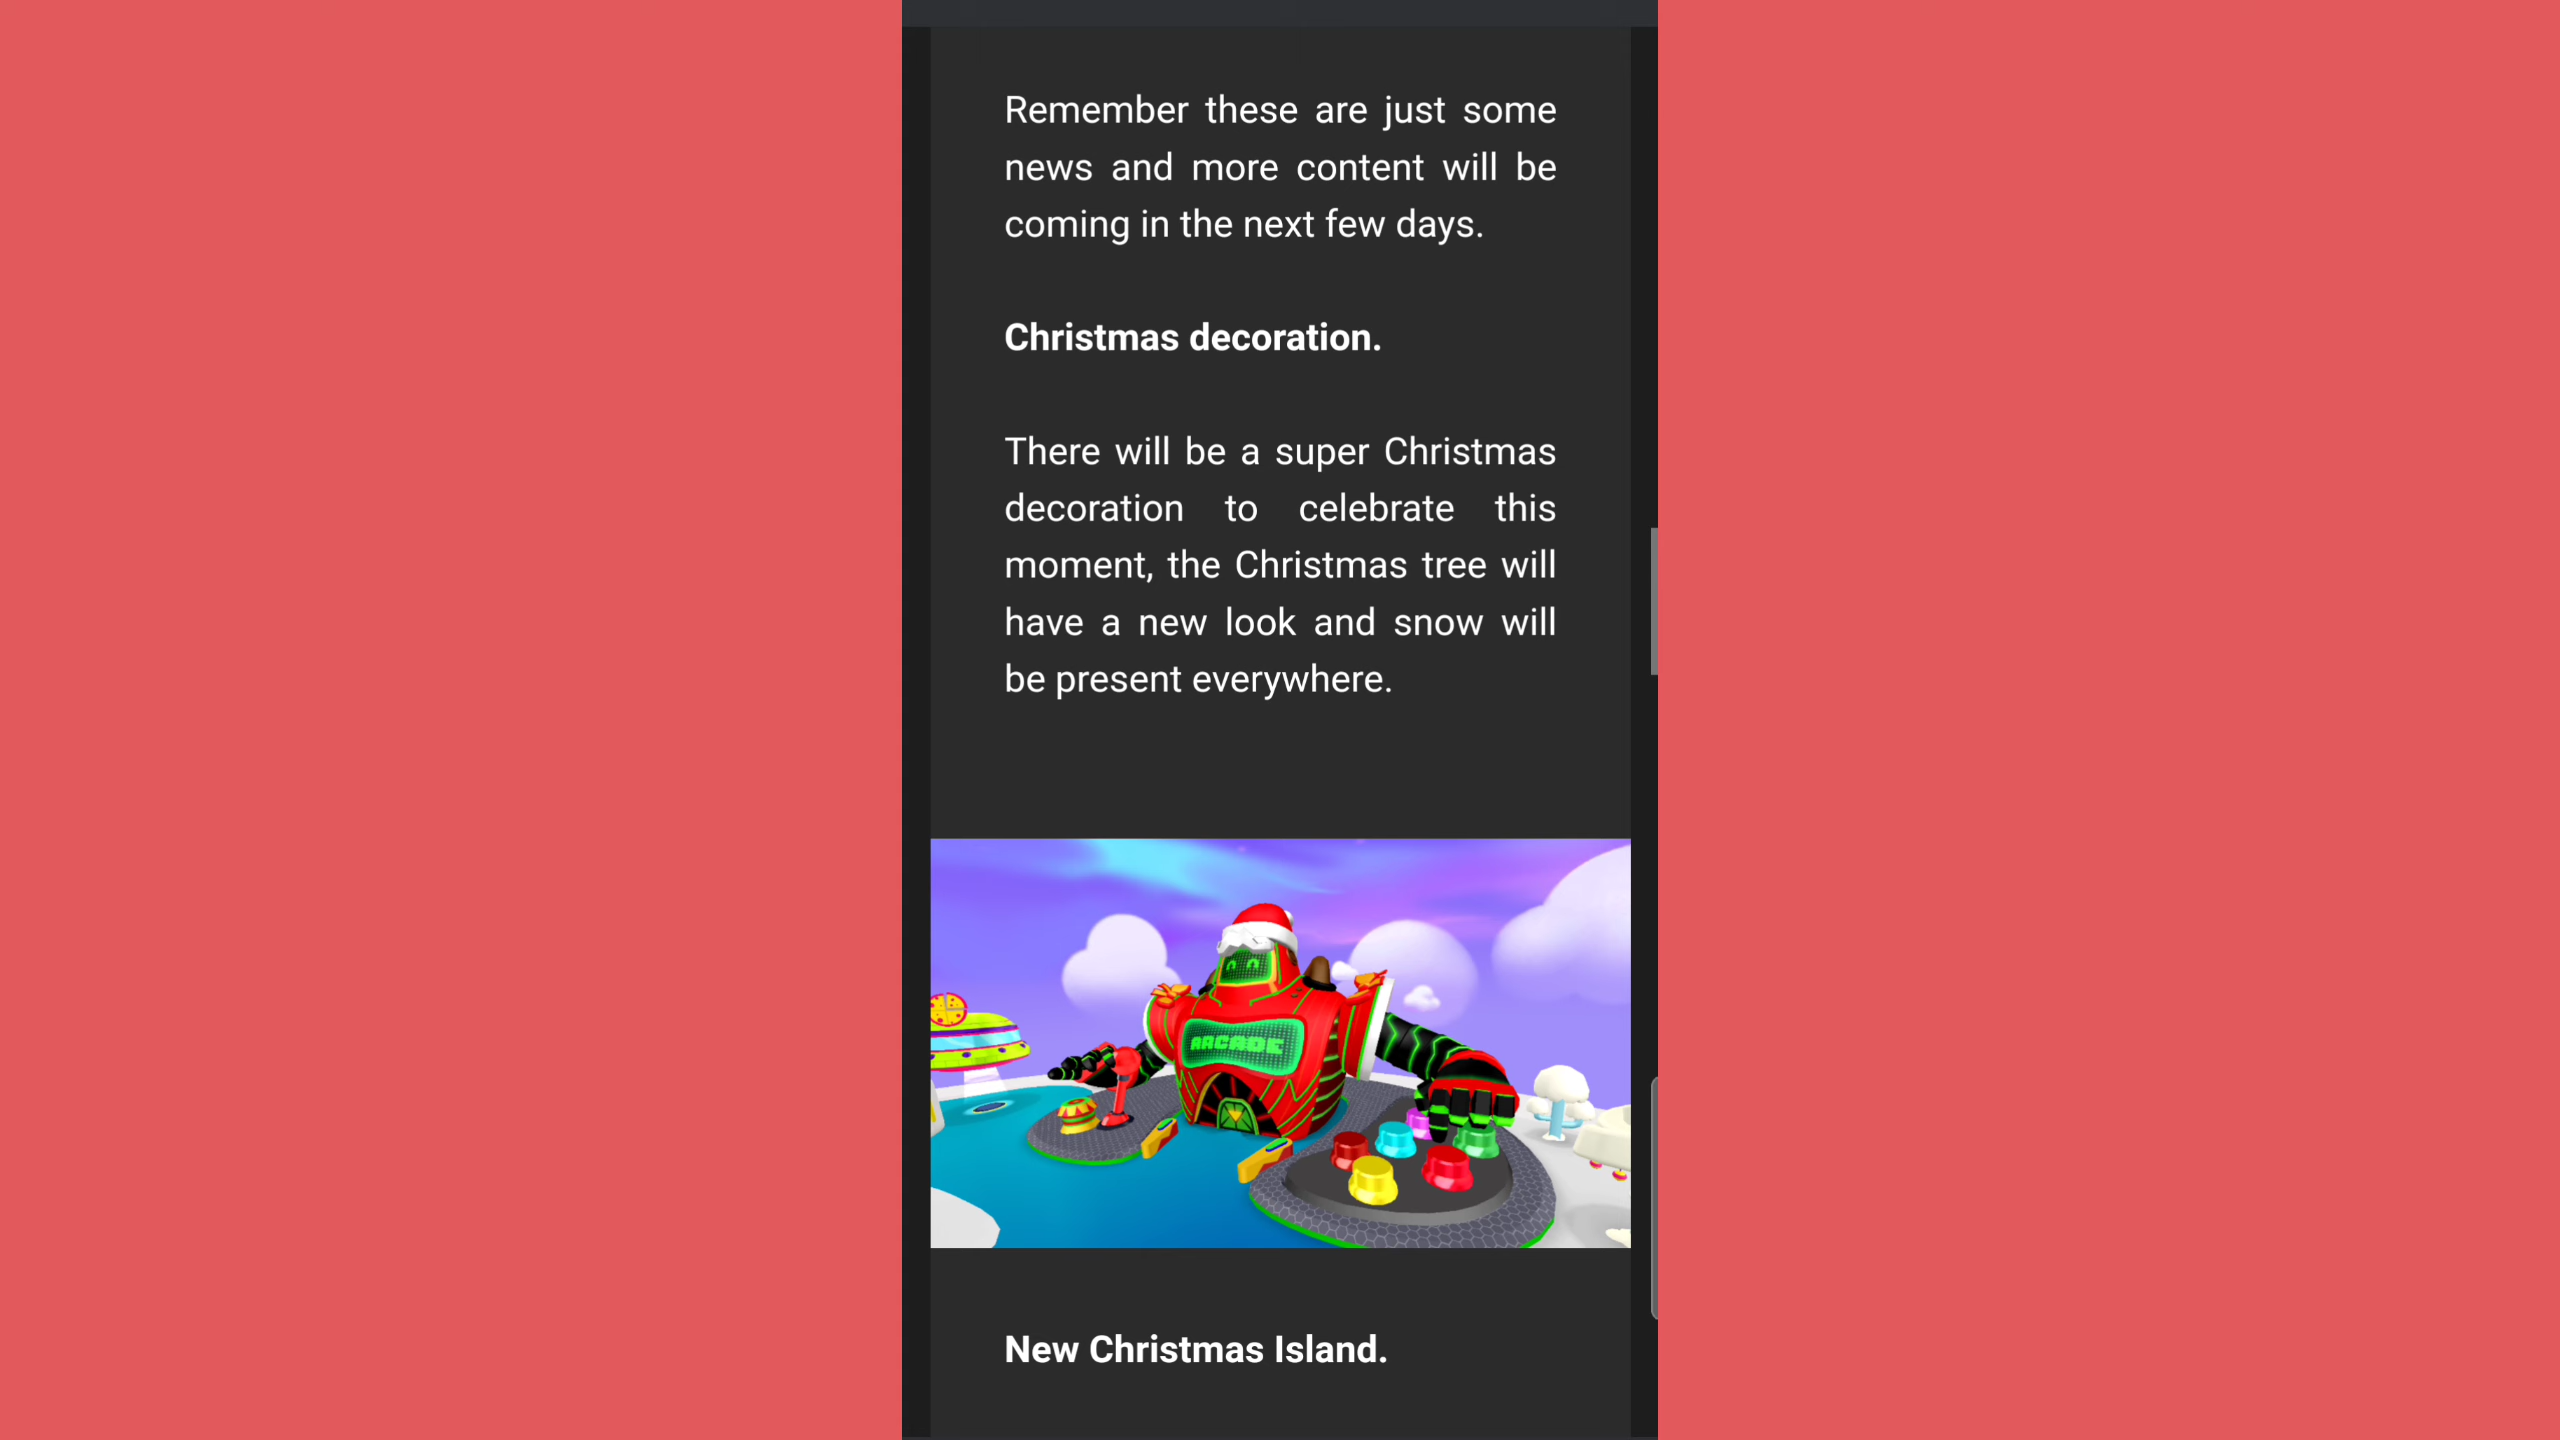 Remember these are just some
news and more content will be
coming in the next few days.
Christmas decoration.
There will be a super Christmas
decoration to celebrate this
moment, the Christmas tree will
have a new look and snow will
be present everywhere.
ARCADE
New Christmas Island.